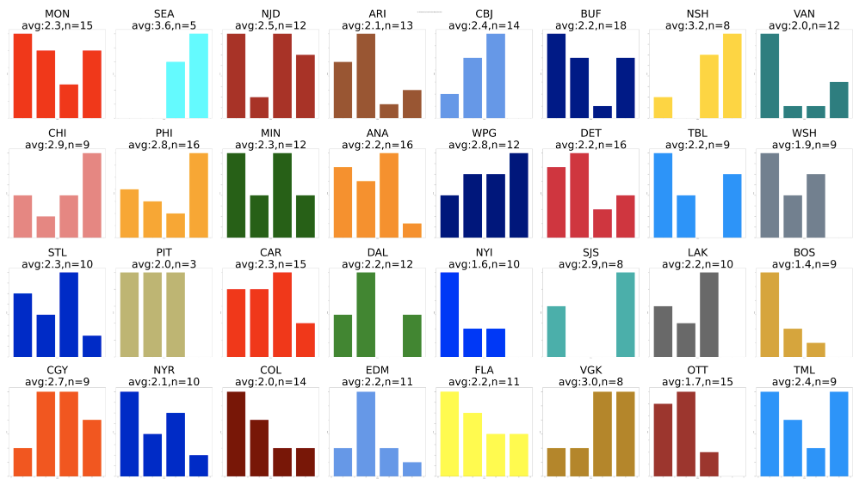 MON
avg:2.3,n=15
SEA
avg:3.6,n=5
NJD
avg:2.5,n=12
ARI
avg:2.1,n=13
CBJ
avg:2.4,n=14
BUF
avg:2.2,n=18
NSH
avg:3.2,n=8
VAN
avg:2.0,n=12
CHI
avg:2.9,n=9
PHI
avg:2.8,n=16
MIN
avg:2.3,n=12
ANA
avg:2.2,n=16
WPG
avg:2.8,n=12
DET
avg:2.2,n=16
TBL
avg:2.2,n=9
WSH
avg:1.9,n=9
STL
avg:2.3,n=10
PIT
avg:2.0,n=3
CAR
avg:2.3,n=15
DAL
avg:2.2,n=12
NYI
avg:1.6,n=10
SJS
avg:2.9,n=8
LAK
avg:2.2,n=10
BOS
avg:1.4,n=9
CGY
avg:2.7,n=9
NYR
avg:2.1,n=10
COL
avg:2.0,n=14
EDM
avg:2.2,n=11
FLA
avg:2.2,n=11
VGK
avg:3.0,n=8
OTT
avg:1.7,n=15
TML
avg:2.4,n=9